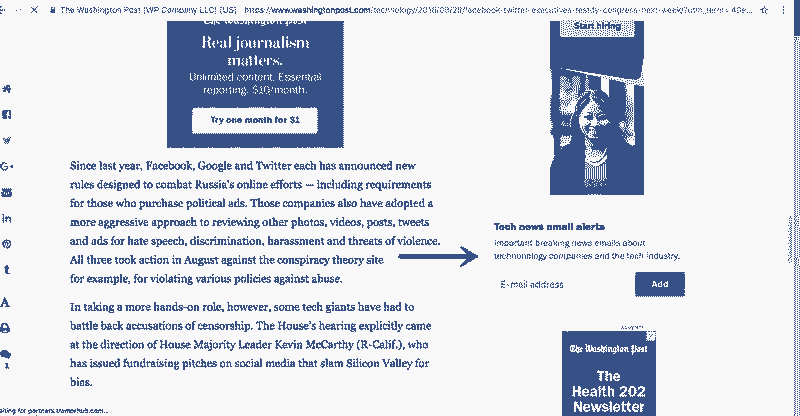 The Washington Post (WP Company LLC) [US]
https://www.washingtonpost.com/technology/2018/08/28/facebook-twitter-executives-testify-congress-next-week/?utm_term=
Real journalism
matters.
Unlimited content. Essential
reporting. $10/month.
Try one month for $1
Start hiring
Since last year, Facebook, Google and Twitter each has announced new
rules designed to combat Russia's online efforts — including requirements
for those who purchase political ads. Those companies also have adopted a
more aggressive approach to reviewing other photos, videos, posts, tweets
and ads for hate speech, discrimination, harassment and threats of violence.
All three took action in August against the conspiracy theory site
for example, for violating various policies against abuse.
In taking a more hands-on role, however, some tech giants have had to
battle back accusations of censorship. The House's hearing explicitly came
at the direction of House Majority Leader Kevin McCarthy (R-Calif.), who
has issued fundraising pitches on social media that slam Silicon Valley for
bias.
Tech news email alerts
Important breaking news emails about
technology companies and the tech industry.
E-mail address
Add
The Washington Post
The
Health 202
Newsletter